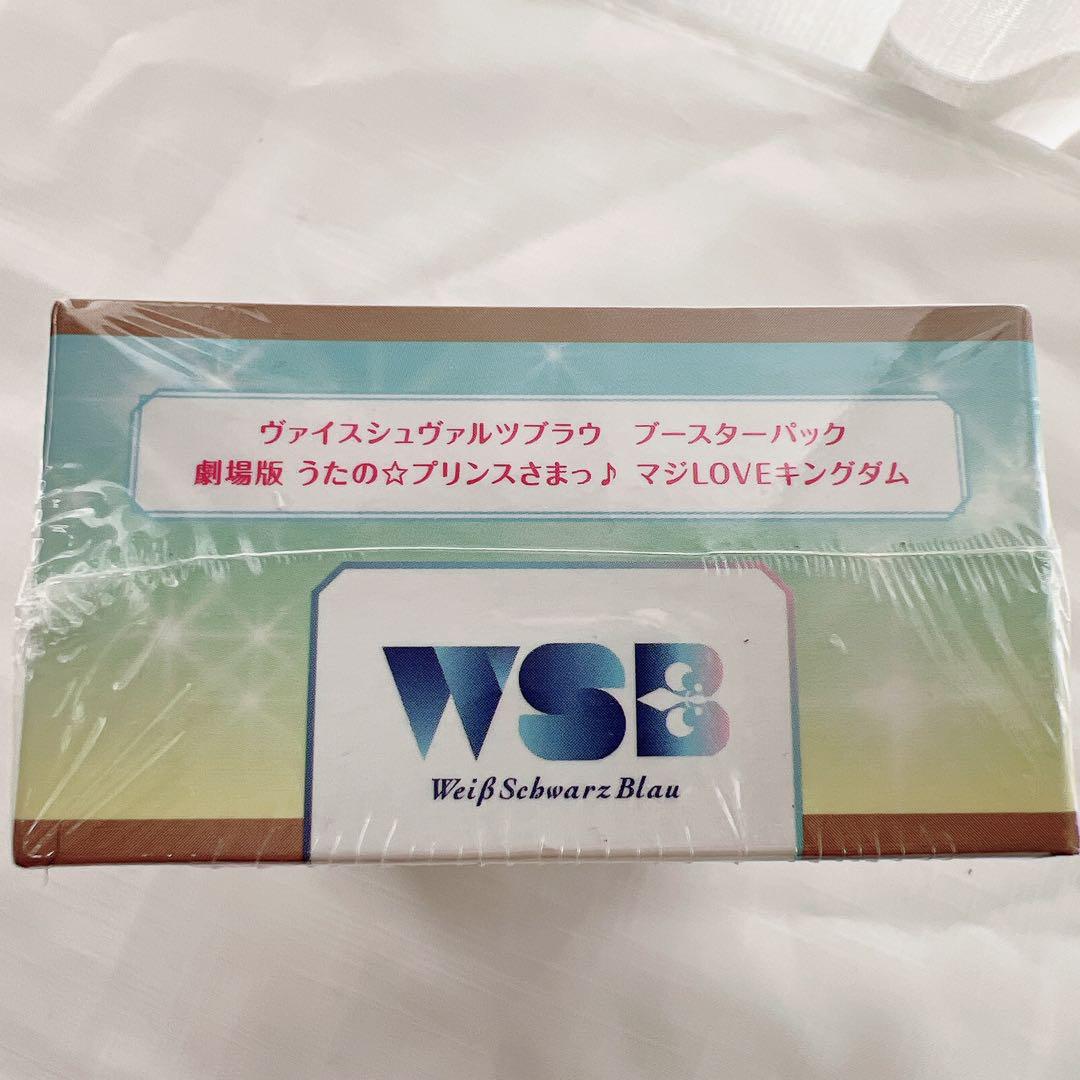 ヴァイスシュヴァルツブラウ　ブースターパック
劇場版 うたの☆プリンスさまっ♪ マジLOVEキングダム
WSB
Weiß Schwarz Blau